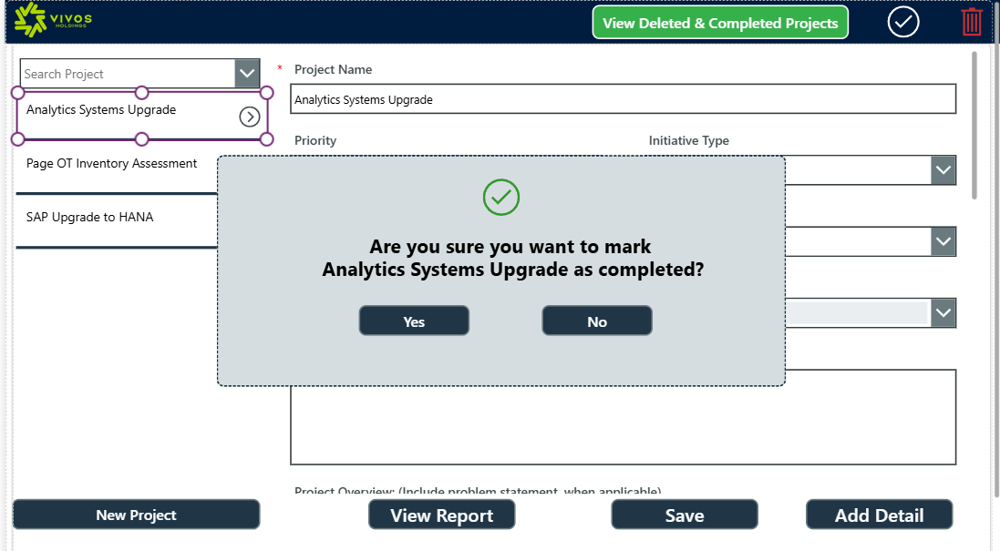 VIVOS
HOLDINGS
View Deleted & Completed Projects
Search Project
* Project Name
Analytics Systems Upgrade
Analytics Systems Upgrade
Priority
Initiative Type
Page OT Inventory Assessment
SAP Upgrade to HANA
Are you sure you want to mark
Analytics Systems Upgrade as completed?
Yes
No
Project Overview: (Include problem statement, when applicable)
New Project
View Report
Save
Add Detail